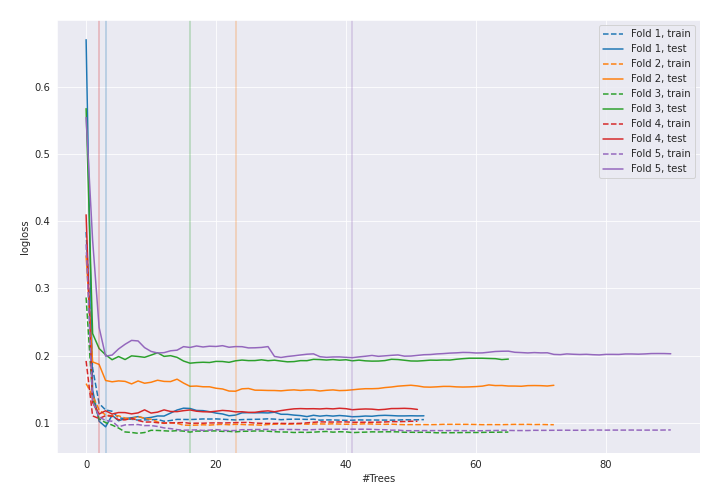 Fold 1, train
Fold 1, test
Fold 2, train
Fold 2, test
Fold 3, train
Fold 3, test
Fold 4, train
Fold 4, test
Fold 5, train
Fold 5, test
0.6
0.5
0.4
0.3
0.2
0.1
logloss
0 20 40 60 80
#Trees